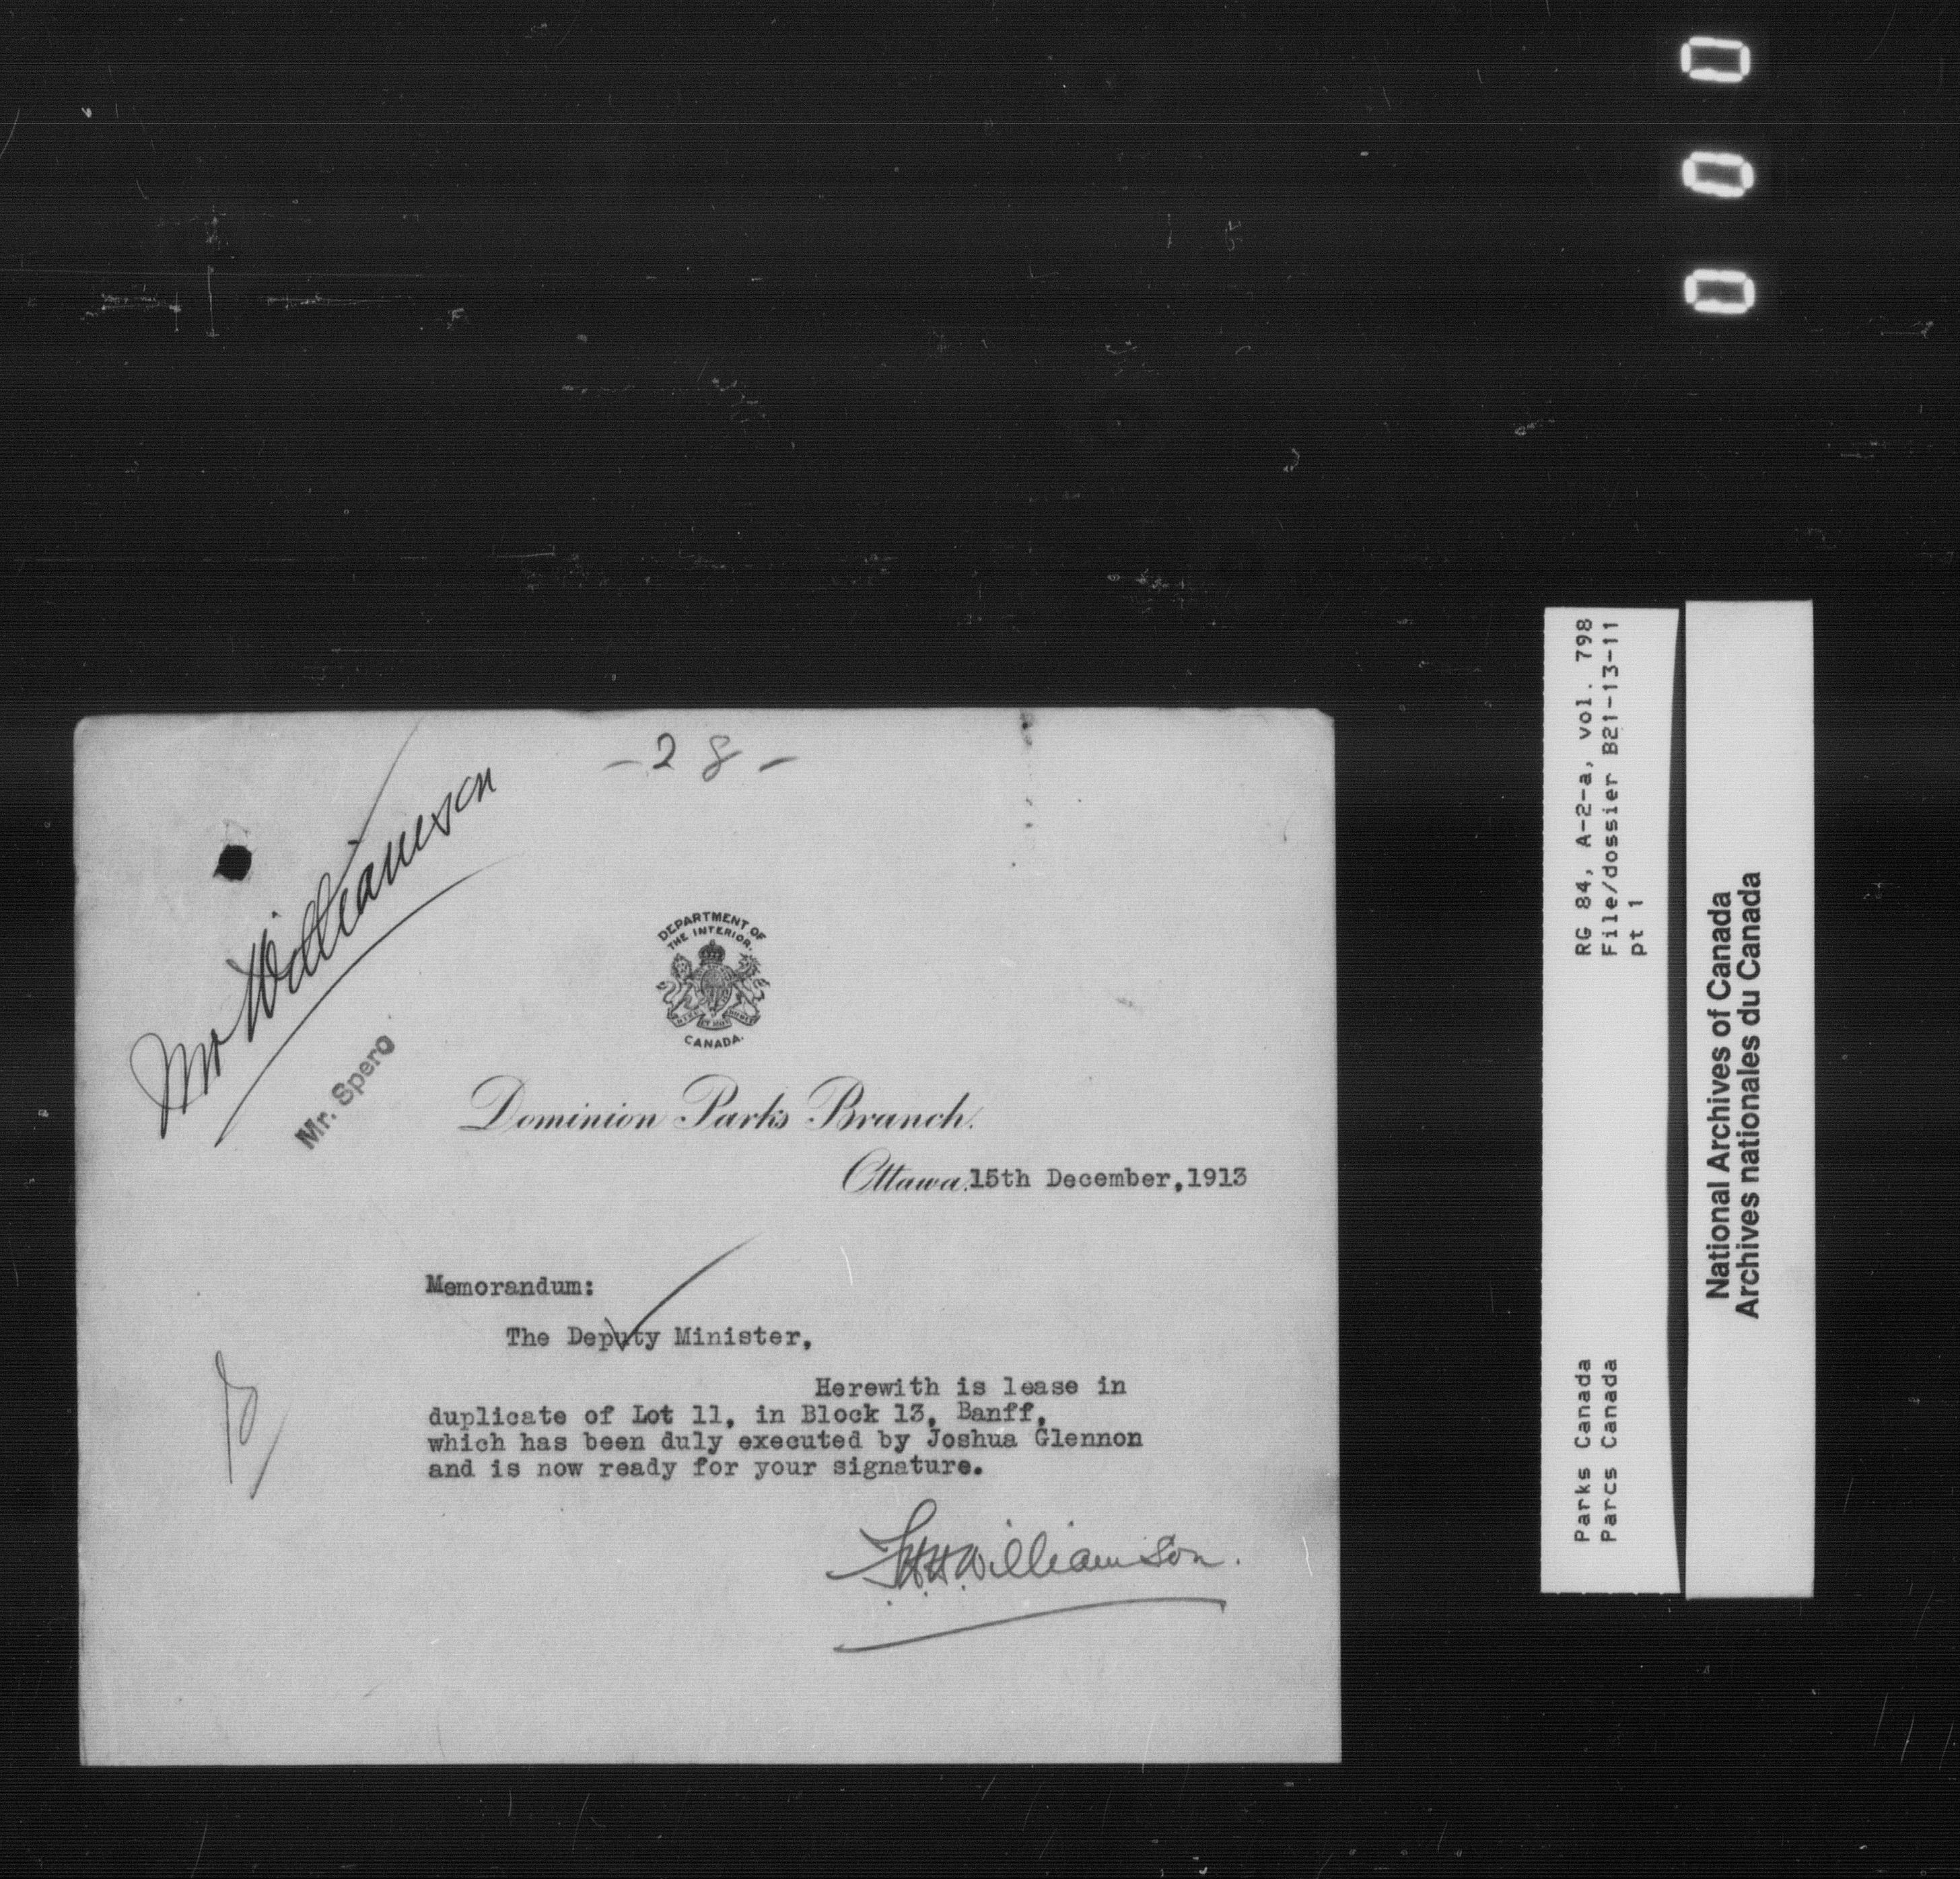 0
0
0
-28-
Mr Williamson
Mr. Spero
DEPARTMENT OF
THE INTERIOR.
CANADA.
Dominion Parks Branch.
Ottawa, 15th December, 1913
Memorandum:
The Deputy Minister,
Herewith is lease in
duplicate of Lot 11, in Block 13, Banff,
which has been duly executed by Joshua Glennon
and is now ready for your signature.
F.H.H. Williamson.
RG 84, A-2-a, vol. 798
File/dossier B21-13-11
pt 1
Parks Canada
Parcs Canada
National Archives of Canada
Archives nationales du Canada